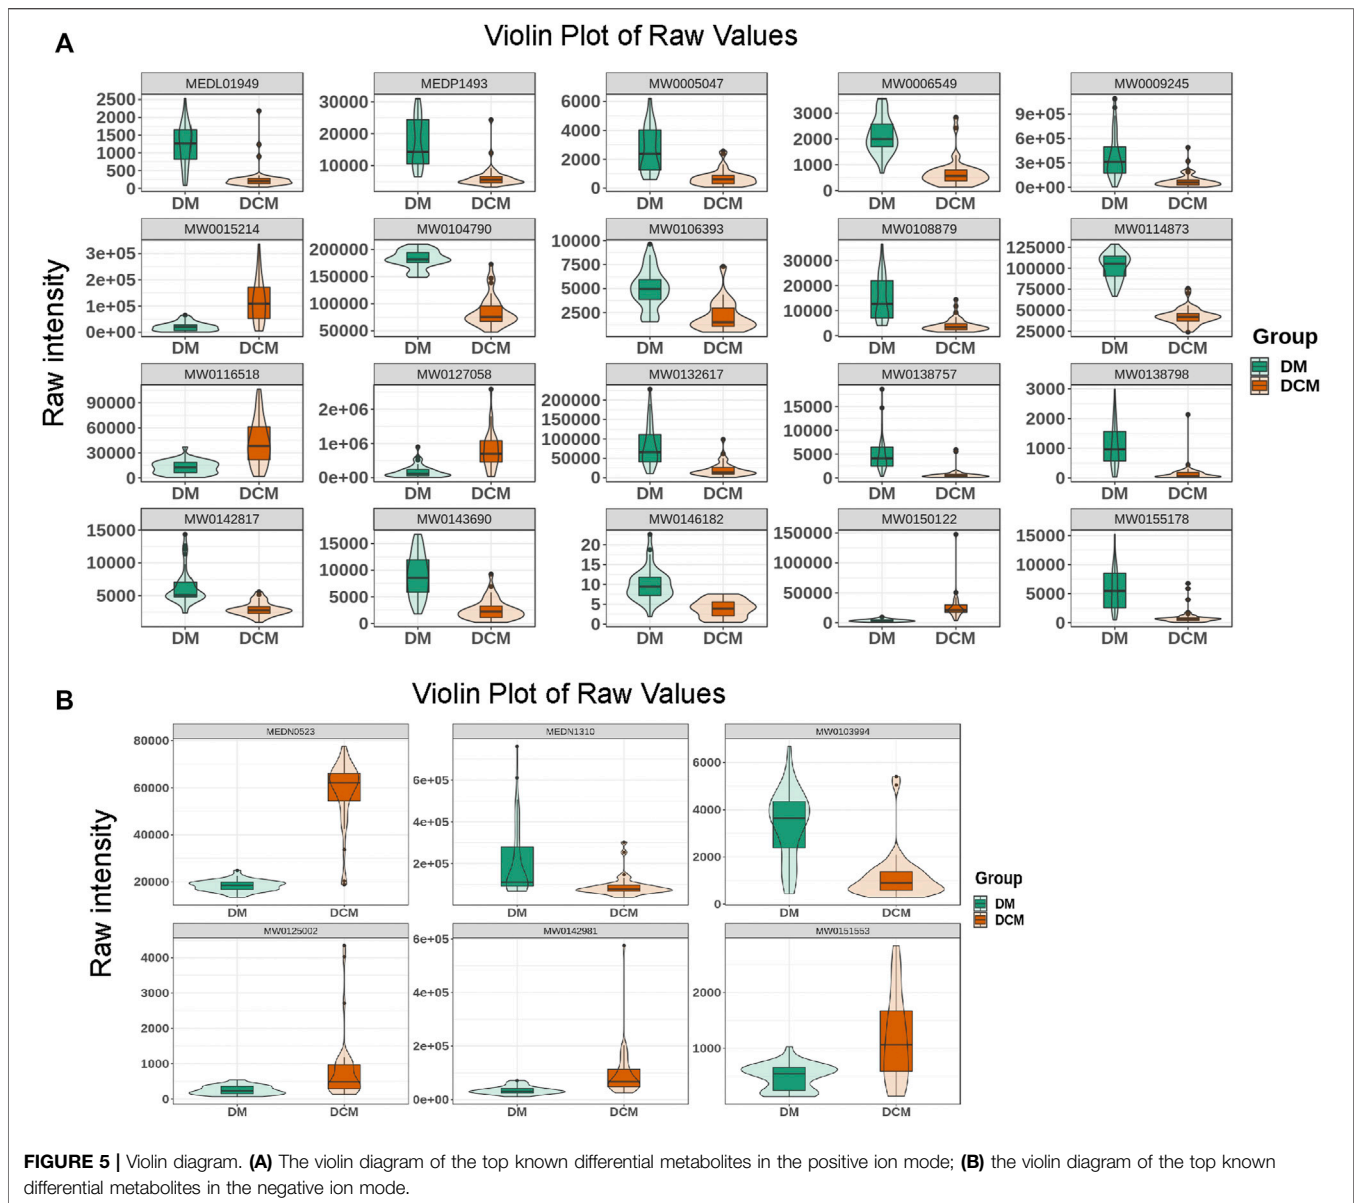 A
Violin Plot of Raw Values
MEDL01949 MEDP1493 MW0005047 MW0006549 MW0009245
2500 2000 1500 1000 500 0
30000 20000 10000
6000 4000 2000 0
3000 2000 1000 0
9e+05 6e+05 3e+05 0e+00
DM DCM DM DCM DM DCM DM DCM DM DCM
MW0015214 MW0104790 MW0106393 MW0108879 MW0114873
3e+05 2e+05 1e+05 0e+00
200000 150000 100000 50000
10000 7500 5000 2500
30000 20000 10000 0
125000 100000 75000 50000 25000
DM DCM DM DCM DM DCM DM DCM DM DCM
Raw intensity
Group
DM
DCM
MW0116518 MW0127058 MW0132617 MW0138757 MW0138798
90000 60000 30000 0
2e+06 1e+06 0e+00
200000 150000 100000 50000 0
15000 10000 5000 0
3000 2000 1000 0
DM DCM DM DCM DM DCM DM DCM DM DCM
MW0142817 MW0143690 MW0146182 MW0150122 MW0155178
15000 10000 5000
15000 10000 5000 0
20 15 10 5 0
150000 100000 50000 0
15000 10000 5000 0
DM DCM DM DCM DM DCM DM DCM DM DCM
B
Violin Plot of Raw Values
MEDN0523 MEDN1310 MW0103994
80000 60000 40000 20000
6e+05 4e+05 2e+05
6000 4000 2000 0
DM DCM DM DCM DM DCM
Raw intensity
Group
DM
DCM
MW0125002 MW0142981 MW0151553
4000 3000 2000 1000 0
6e+05 4e+05 2e+05 0e+00
2000 1000
DM DCM DM DCM DM DCM
FIGURE 5 | Violin diagram. (A) The violin diagram of the top known differential metabolites in the positive ion mode; (B) the violin diagram of the top known
differential metabolites in the negative ion mode.